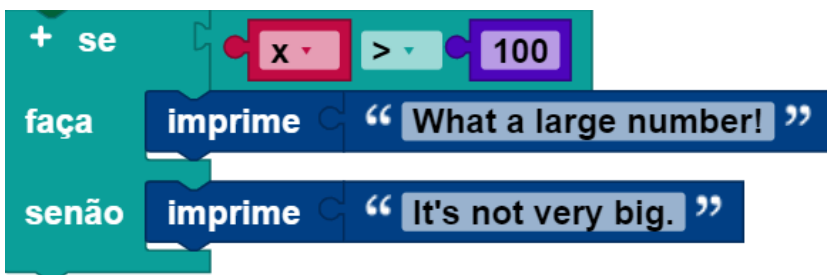 + se x > 100
faça imprime “ What a large number! ”
senão imprime “ It's not very big. ”